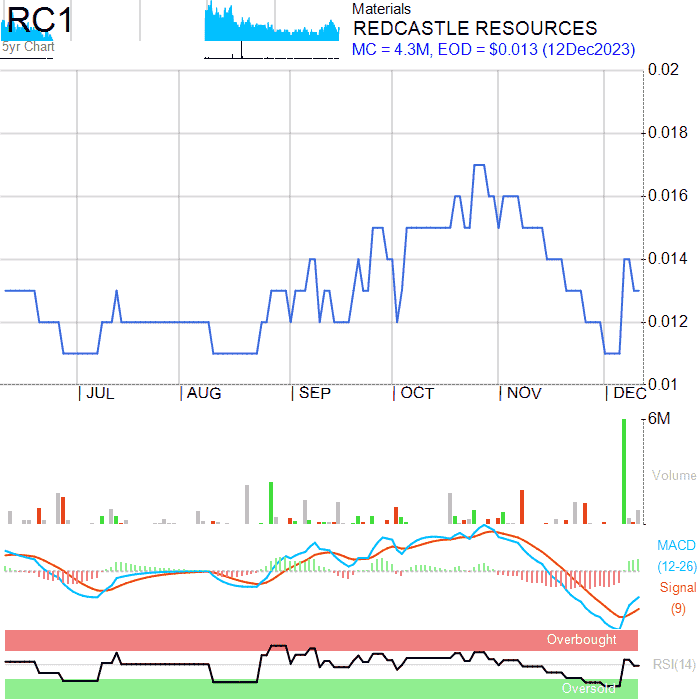 RC1
5yr Chart
Materials
REDCASTLE RESOURCES
MC = 4.3M, EOD = $0.013 (12Dec2023)
0.02
0.018
0.016
0.014
0.012
0.01
JUL AUG SEP OCT NOV DEC
6M
Volume
MACD
(12-26)
Signal
(9)
Overbought
RSI(14)
Oversold